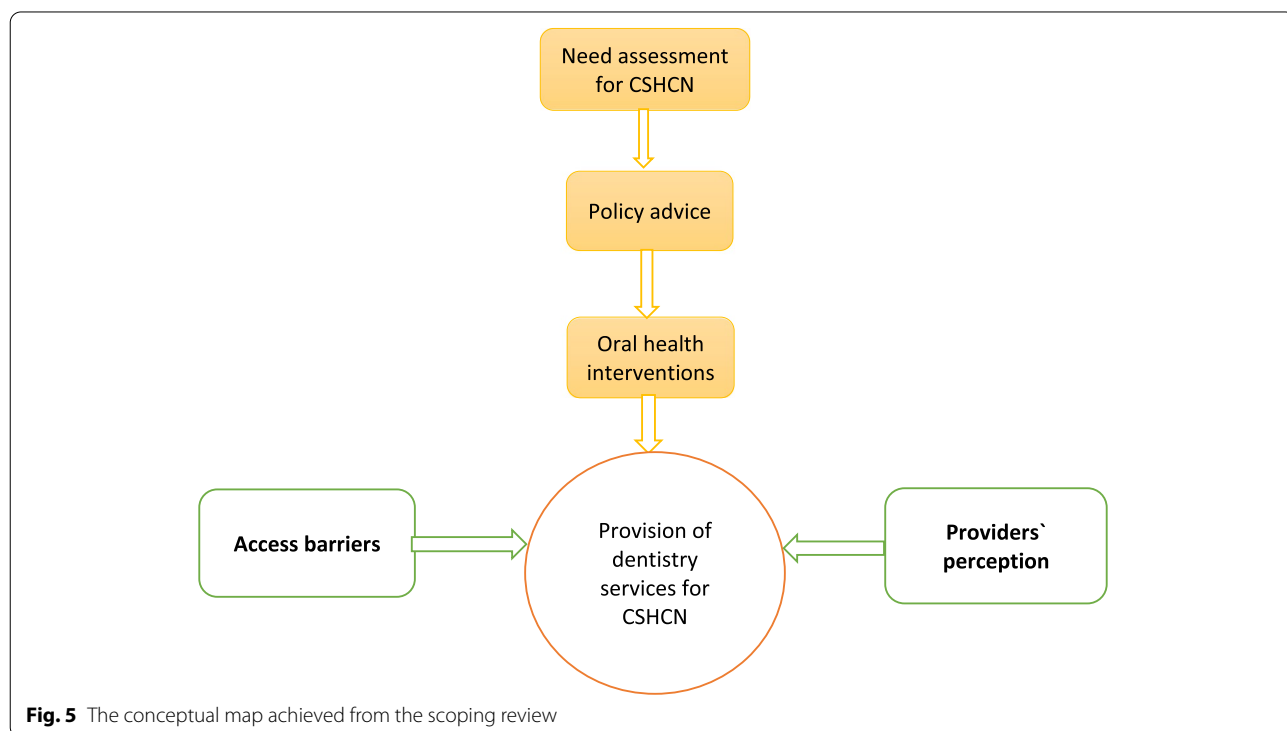 Need assessment
for CSHCN
Policy advice
Oral health
interventions
Access barriers
Provision of
dentistry
services for
CSHCN
Providers`
perception
Fig. 5 The conceptual map achieved from the scoping review